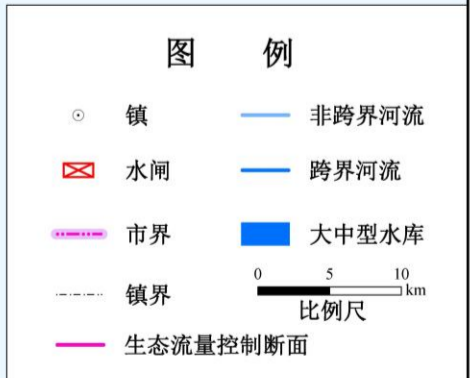 图 例
镇 非跨界河流
水闸 跨界河流
市界 大中型水库
0 5 10
镇界 km
比例尺
生态流量控制断面